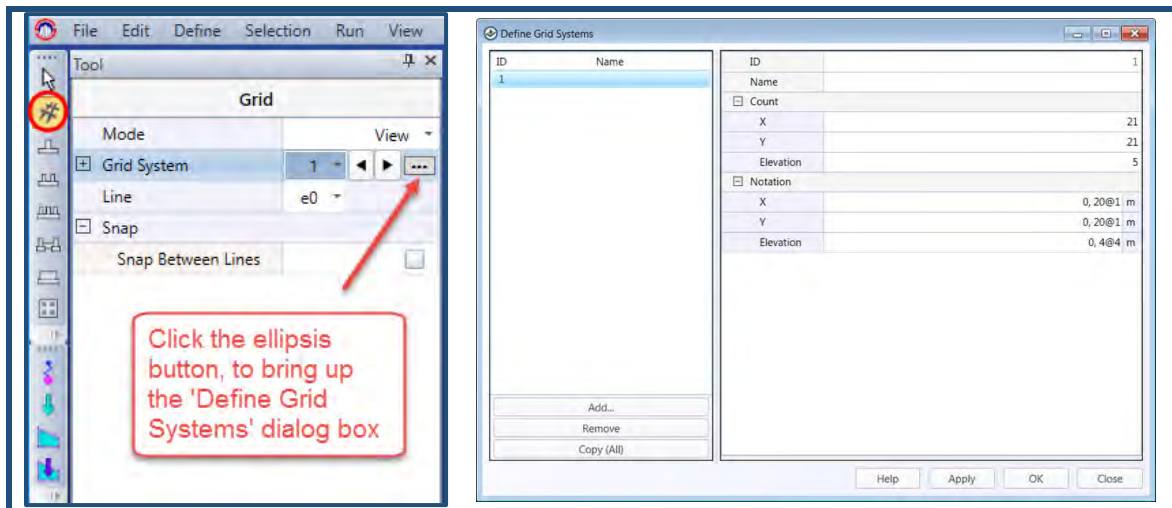 File Edit Define Selection Run View
Tool
Grid
Mode View
Grid System 1 ...
Line e0
Snap
Snap Between Lines
Click the ellipsis
button, to bring up
the 'Define Grid
Systems' dialog box
Define Grid Systems
ID Name
1
Add...
Remove
Copy (All)
ID 1
Name
Count
X 21
Y 21
Elevation 5
Notation
X 0, 20@1 m
Y 0, 20@1 m
Elevation 0, 4@4 m
Help Apply OK Close